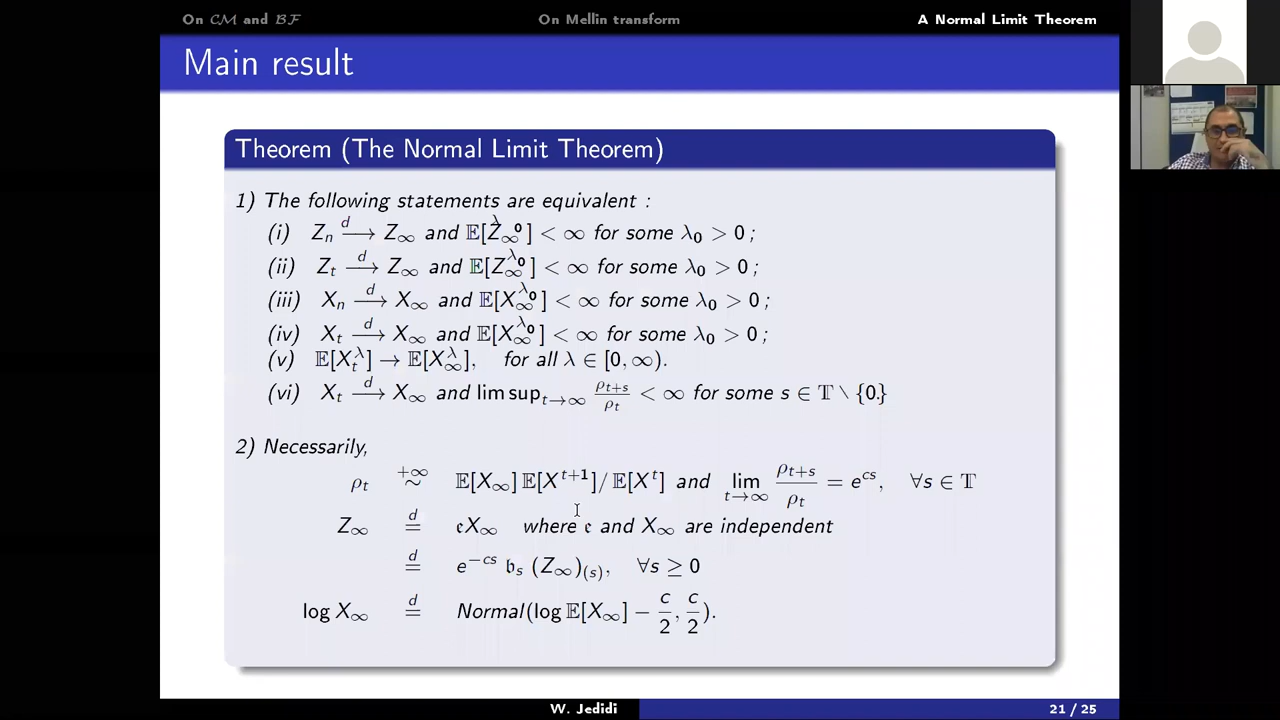 On 𝒞ℳ and ℬℱ On Mellin transform A Normal Limit Theorem
Main result
Theorem (The Normal Limit Theorem)
1) The following statements are equivalent :
(i) Z_n →^d Z_∞ and 𝔼[Z_∞^{λ_0}] < ∞ for some λ_0 > 0 ;
(ii) Z_t →^d Z_∞ and 𝔼[Z_∞^{λ_0}] < ∞ for some λ_0 > 0 ;
(iii) X_n →^d X_∞ and 𝔼[X_∞^{λ_0}] < ∞ for some λ_0 > 0 ;
(iv) X_t →^d X_∞ and 𝔼[X_∞^{λ_0}] < ∞ for some λ_0 > 0 ;
(v) 𝔼[X_t^λ] → 𝔼[X_∞^λ], for all λ ∈ [0, ∞).
(vi) X_t →^d X_∞ and lim sup_{t→∞} ρ_{t+s}/ρ_t < ∞ for some s ∈ 𝕋 \ {0.}
2) Necessarily,
ρ_t ∼^{+∞} 𝔼[X_∞] 𝔼[X^{t+1}]/ 𝔼[X^t] and lim_{t→∞} ρ_{t+s}/ρ_t = e^{cs}, ∀s ∈ 𝕋
Z_∞ =^d 𝔢X_∞ where 𝔢 and X_∞ are independent
=^d e^{−cs} 𝔟_s (Z_∞)_{(s)}, ∀s ≥ 0
log X_∞ =^d Normal(log 𝔼[X_∞] − c/2, c/2).
W. Jedidi 21 / 25